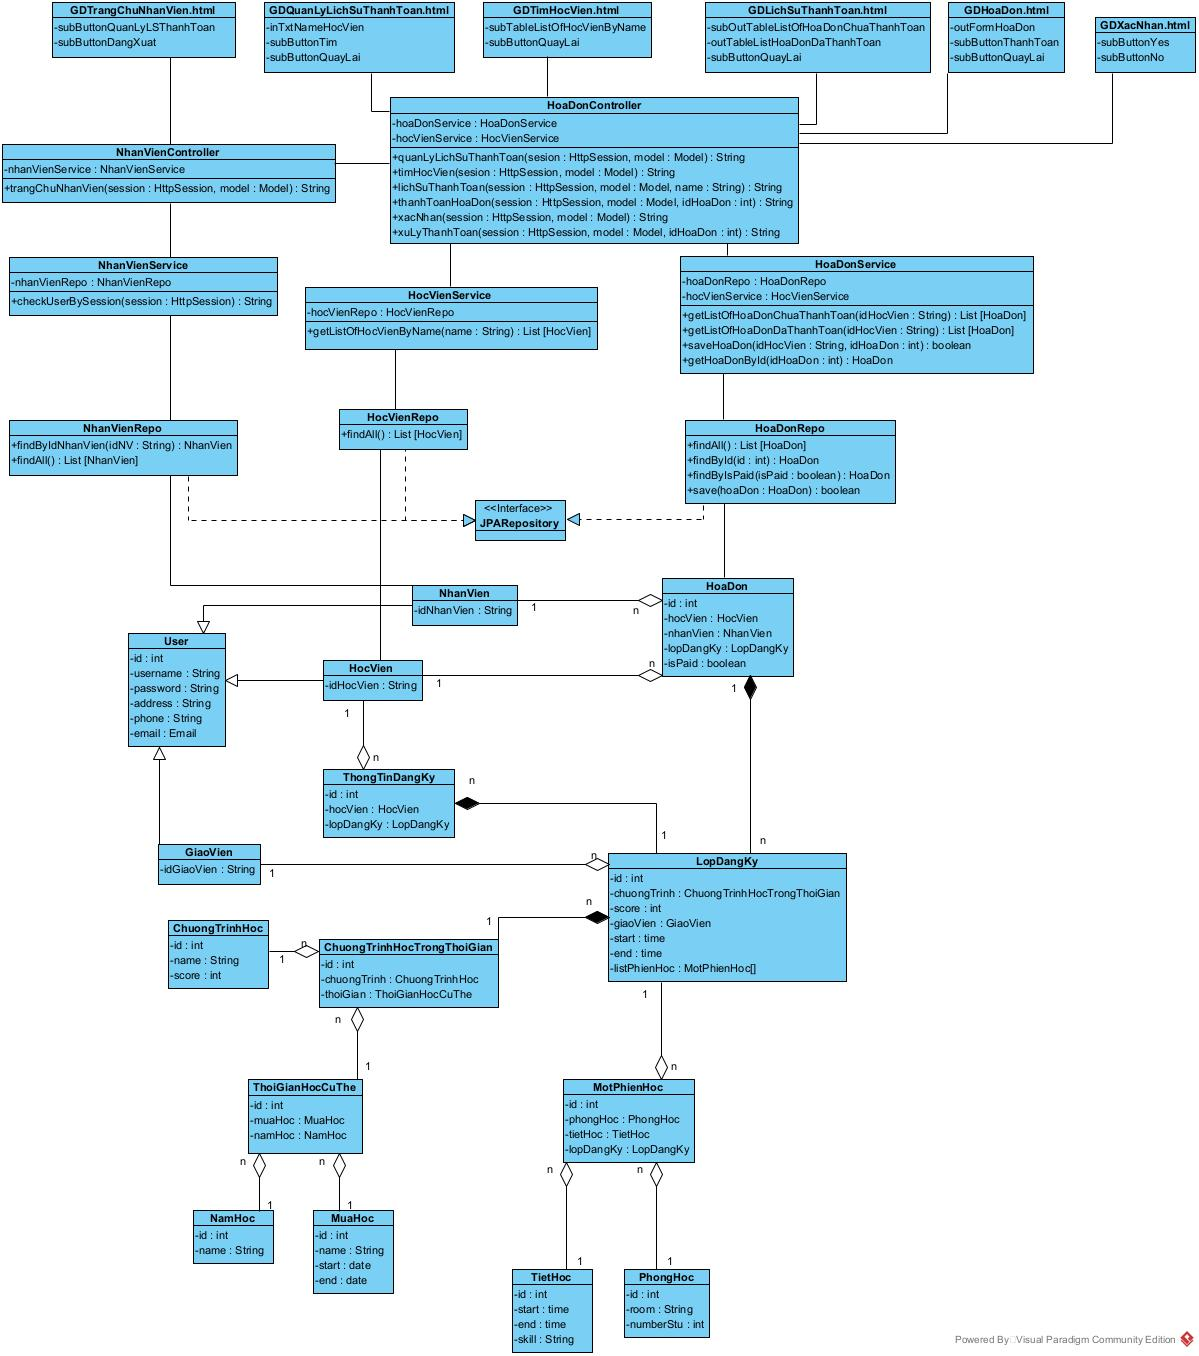 GDTrangChuNhanVien.html
-subButtonQuanLyLSThanhToan
-subButtonDangXuat
GDQuanLyLichSuThanhToan.html
-inTxtNameHocVien
-subButtonTim
-subButtonQuayLai
GDTimHocVien.html
-subTableListOfHocVienByName
-subButtonQuayLai
GDLichSuThanhToan.html
-subOutTableListOfHoaDonChuaThanhToan
-outTableListHoaDonDaThanhToan
-subButtonQuayLai
GDHoaDon.html
-outFormHoaDon
-subButtonThanhToan
-subButtonQuayLai
GDXacNhan.html
-subButtonYes
-subButtonNo
HoaDonController
-hoaDonService : HoaDonService
-hocVienService : HocVienService
+quanLyLichSuThanhToan(sesion : HttpSession, model : Model) : String
+timHocVien(session : HttpSession, model : Model) : String
+lichSuThanhToan(session : HttpSession, model : Model, name : String) : String
+thanhToanHoaDon(session : HttpSession, model : Model, idHoaDon : int) : String
+xacNhan(session : HttpSession, model : Model) : String
+xuLyThanhToan(session : HttpSession, model : Model, idHoaDon : int) : String
NhanVienController
-nhanVienService : NhanVienService
+trangChuNhanVien(session : HttpSession, model : Model) : String
NhanVienService
-nhanVienRepo : NhanVienRepo
+checkUserBySession(session : HttpSession) : String
HocVienService
-hocVienRepo : HocVienRepo
+getListOfHocVienByName(name : String) : List [HocVien]
HoaDonService
-hoaDonRepo : HoaDonRepo
-hocVienService : HocVienService
+getListOfHoaDonChuaThanhToan(idHocVien : String) : List [HoaDon]
+getListOfHoaDonDaThanhToan(idHocVien : String) : List [HoaDon]
+saveHoaDon(idHocVien : String, idHoaDon : int) : boolean
+getHoaDonById(idHoaDon : int) : HoaDon
NhanVienRepo
+findByIdNhanVien(idNV : String) : NhanVien
+findAll() : List [NhanVien]
HocVienRepo
+findAll() : List [HocVien]
HoaDonRepo
+findAll() : List [HoaDon]
+findById(id : int) : HoaDon
+findByIsPaid(isPaid : boolean) : HoaDon
+save(hoaDon : HoaDon) : boolean
<<Interface>>
JPARepository
NhanVien
-idNhanVien : String
1
n
HoaDon
-id : int
-hocVien : HocVien
-nhanVien : NhanVien
-lopDangKy : LopDangKy
-isPaid : boolean
User
-id : int
-username : String
-password : String
-address : String
-phone : String
-email : Email
HocVien
-idHocVien : String
1
n
1
1
n
ThongTinDangKy
-id : int
-hocVien : HocVien
-lopDangKy : LopDangKy
n
1
n
GiaoVien
-idGiaoVien : String
1
n
LopDangKy
-id : int
-chuongTrinh : ChuongTrinhHocTrongThoiGian
-score : int
-giaoVien : GiaoVien
-start : time
-end : time
-listPhienHoc : MotPhienHoc[]
n
1
ChuongTrinhHoc
-id : int
-name : String
-score : int
1
n
ChuongTrinhHocTrongThoiGian
-id : int
-chuongTrinh : ChuongTrinhHoc
-thoiGian : ThoiGianHocCuThe
n
1
1
n
ThoiGianHocCuThe
-id : int
-muaHoc : MuaHoc
-namHoc : NamHoc
MotPhienHoc
-id : int
-phongHoc : PhongHoc
-tietHoc : TietHoc
-lopDangKy : LopDangKy
n
n
1
1
n
n
1
1
NamHoc
-id : int
-name : String
MuaHoc
-id : int
-name : String
-start : date
-end : date
TietHoc
-id : int
-start : time
-end : time
-skill : String
PhongHoc
-id : int
-room : String
-numberStu : int
Powered By Visual Paradigm Community Edition